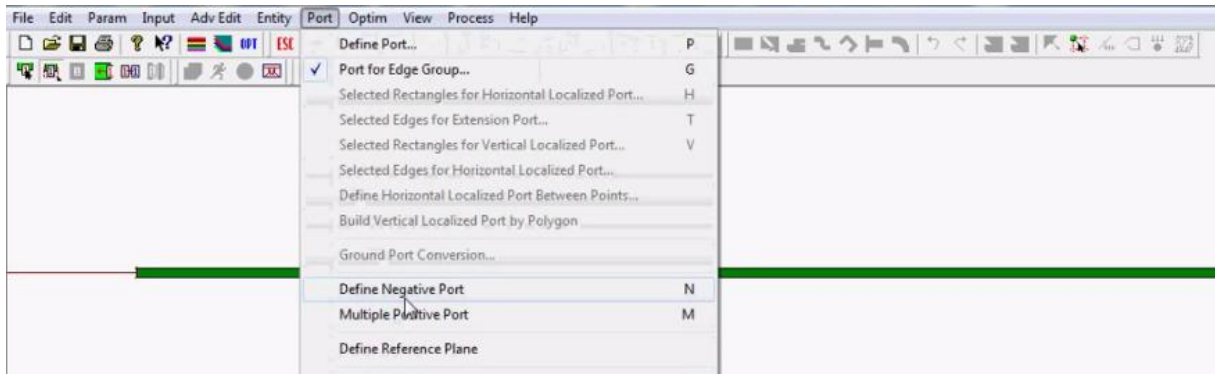 File Edit Param Input Adv Edit Entity Port Optim View Process Help
OPT ESC
Define Port... P
Port for Edge Group... G
Selected Rectangles for Horizontal Localized Port... H
Selected Edges for Extension Port... T
Selected Rectangles for Vertical Localized Port... V
Selected Edges for Horizontal Localized Port...
Define Horizontal Localized Port Between Points...
Build Vertical Localized Port by Polygon
Ground Port Conversion...
Define Negative Port N
Multiple Positive Port M
Define Reference Plane